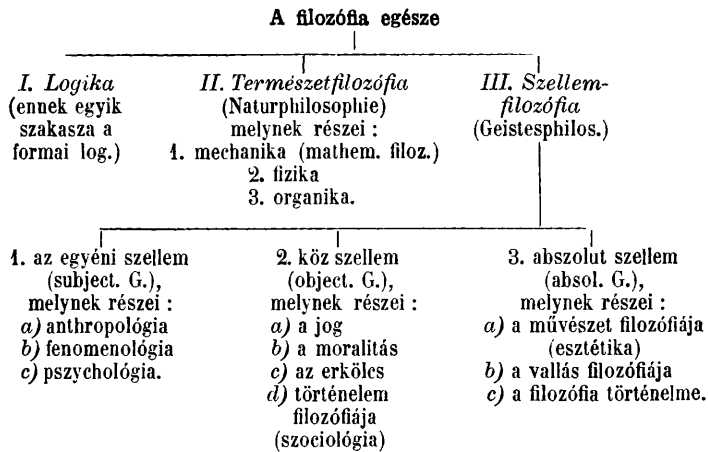 A filozófia egésze
I. Logika
(ennek egyik
szakasza a
formai log.)
II. Természetfilozófia
(Naturphilosophie)
melynek részei :
1. mechanika (mathem. filoz.)
2. fizika
3. organika.
III. Szellem-
filozófia
(Geistesphilos.)
1. az egyéni szellem
(subject. G.),
melynek részei :
a) anthropológia
b) fenomenológia
c) pszychológia.
2. köz szellem
(object. G.),
melynek részei :
a) a jog
b) a moralitás
c) az erkölcs
d) történelem
filozófiája
(szociológia)
3. abszolut szellem
(absol. G.),
melynek részei :
a) a művészet filozófiája
(esztétika)
b) a vallás filozófiája
c) a filozófia történelme.